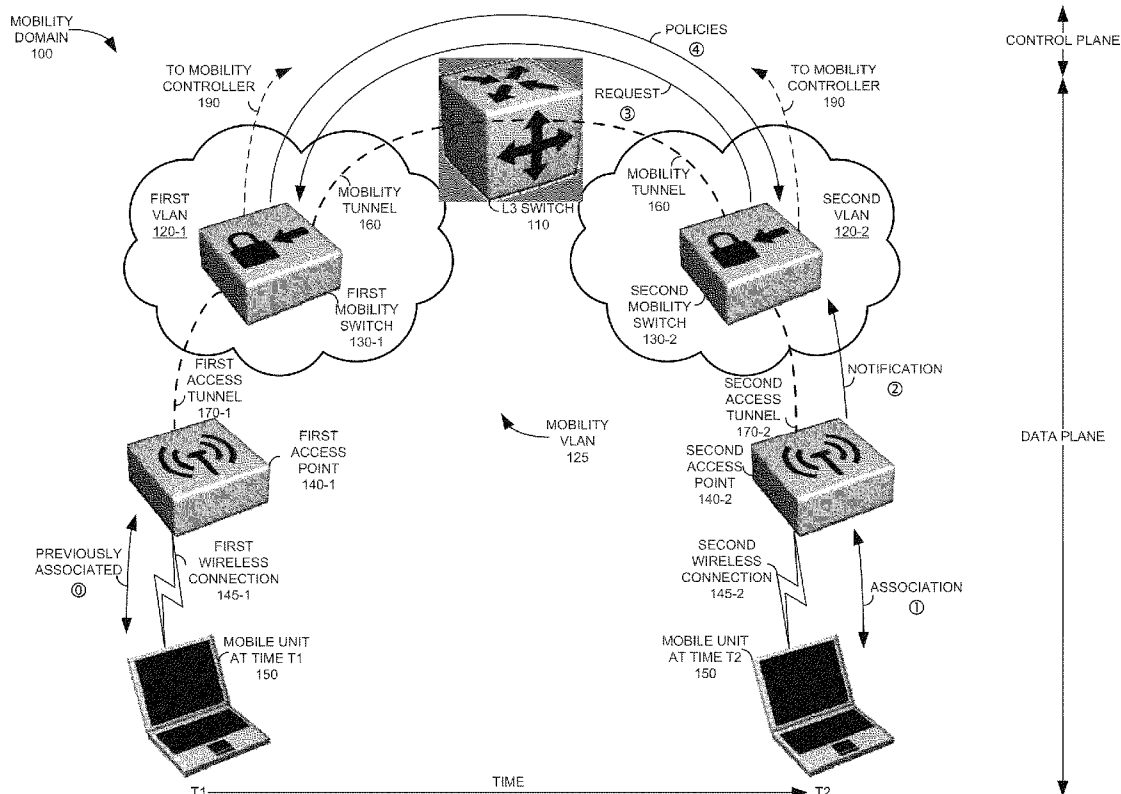 MOBILITY
DOMAIN
100
POLICIES
④
CONTROL PLANE
TO MOBILITY
CONTROLLER
190
REQUEST
③
TO MOBILITY
CONTROLLER
190
FIRST
VLAN
120-1
MOBILITY
TUNNEL
160
L3 SWITCH
110
MOBILITY
TUNNEL
160
SECOND
VLAN
120-2
FIRST
MOBILITY
SWITCH
130-1
SECOND
MOBILITY
SWITCH
130-2
FIRST
ACCESS
TUNNEL
170-1
SECOND
ACCESS
TUNNEL
170-2
NOTIFICATION
②
MOBILITY
VLAN
125
DATA PLANE
FIRST
ACCESS
POINT
140-1
SECOND
ACCESS
POINT
140-2
PREVIOUSLY
ASSOCIATED
⓪
FIRST
WIRELESS
CONNECTION
145-1
SECOND
WIRELESS
CONNECTION
145-2
ASSOCIATION
①
MOBILE UNIT
AT TIME T1
150
MOBILE UNIT
AT TIME T2
150
TIME
T1
T2